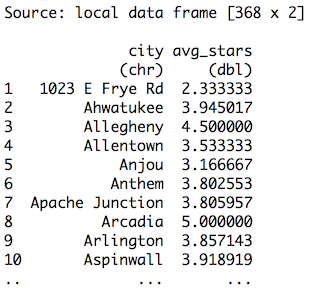 Source: local data frame [368 x 2]
city avg_stars
(chr) (dbl)
1 1023 E Frye Rd 2.333333
2 Ahwatukee 3.945017
3 Allegheny 4.500000
4 Allentown 3.533333
5 Anjou 3.166667
6 Anthem 3.802553
7 Apache Junction 3.805957
8 Arcadia 5.000000
9 Arlington 3.857143
10 Aspinwall 3.918919
.. ... ...